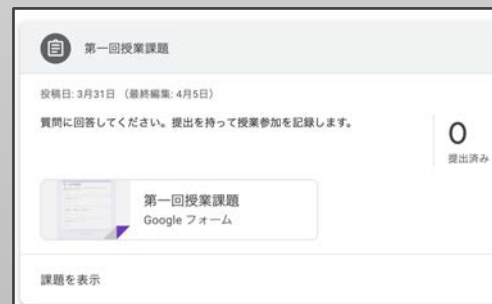 第一回授業課題
投稿日: 3月31日 （最終編集: 4月5日）
質問に回答してください。提出を持って授業参加を記録します。
0
提出済み
第一回授業課題
Google フォーム
課題を表示